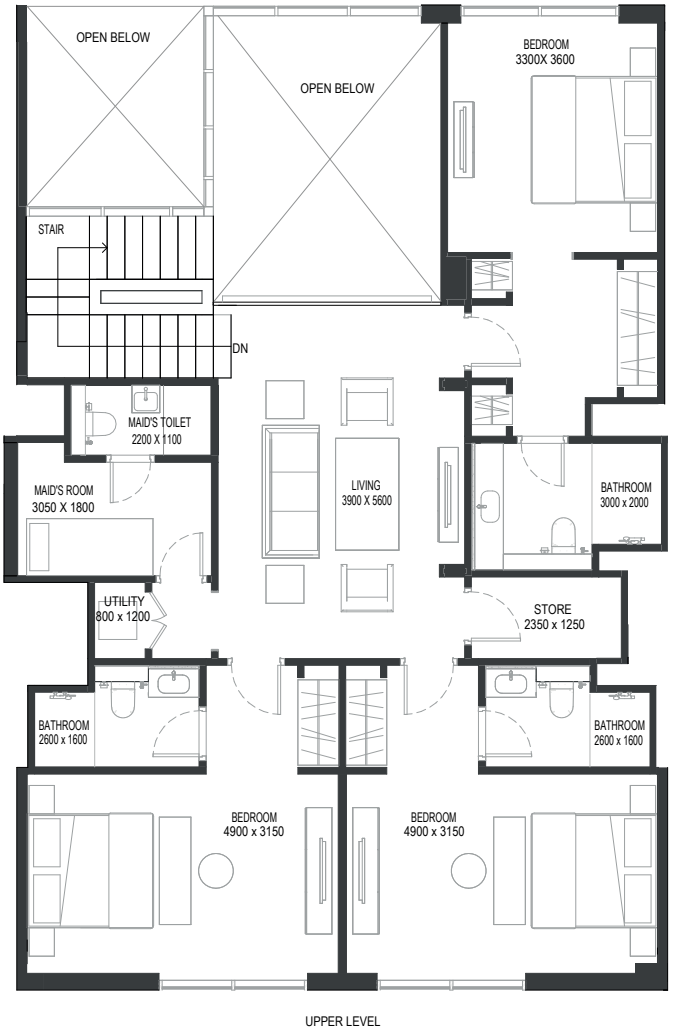 OPEN BELOW
OPEN BELOW
BEDROOM
3300X 3600
STAIR
DN
MAID'S TOILET
2200 X 1100
MAID'S ROOM
3050 X 1800
LIVING
3900 X 5600
BATHROOM
3000 x 2000
UTILITY
800 x 1200
STORE
2350 x 1250
BATHROOM
2600 x 1600
BATHROOM
2600 x 1600
BEDROOM
4900 x 3150
BEDROOM
4900 x 3150
UPPER LEVEL